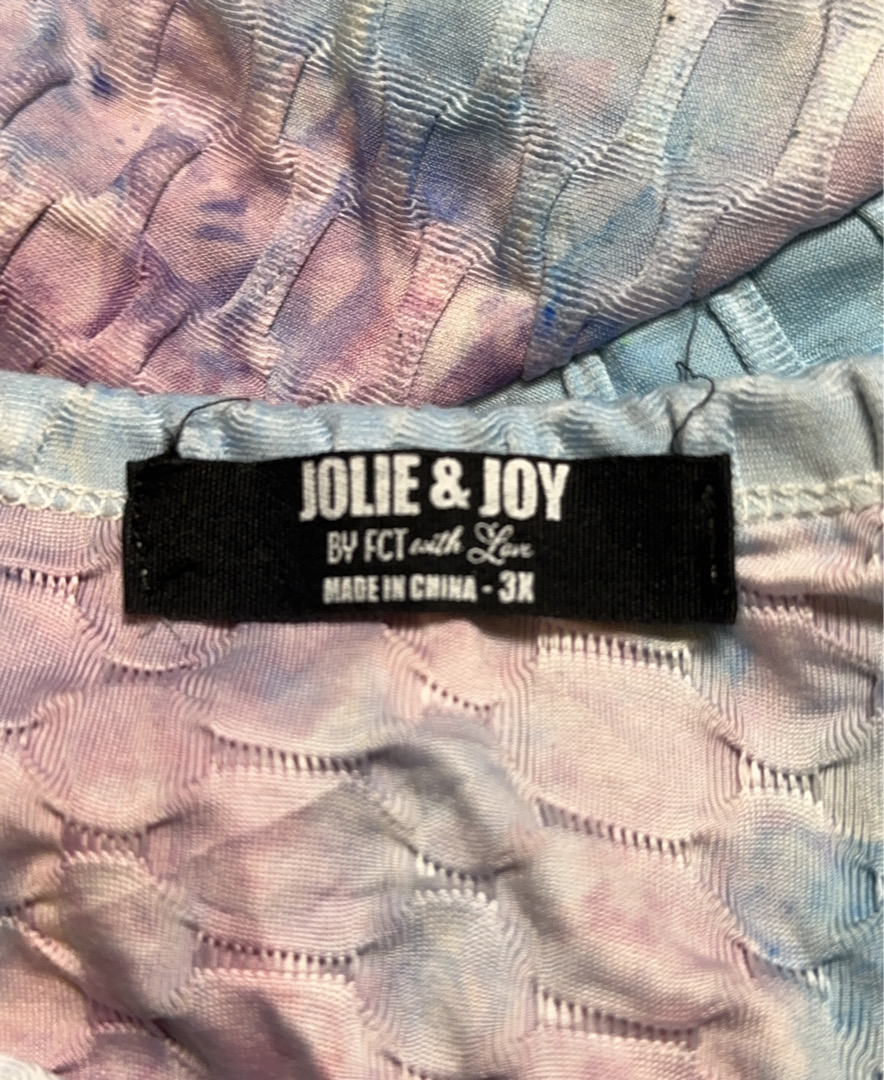 JOLIE & JOY
BY FCT with Love
MADE IN CHINA - 3X